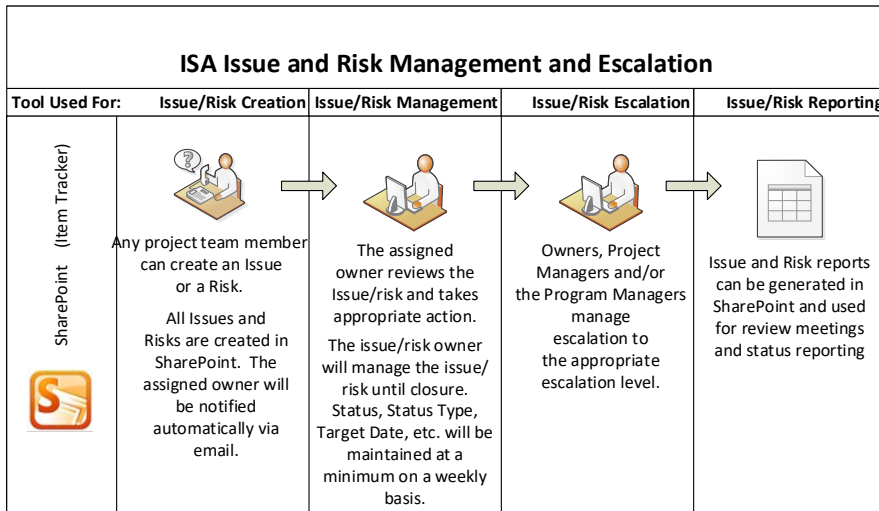 ISA Issue and Risk Management and Escalation
Tool Used For:
Issue/Risk Creation
Issue/Risk Management
Issue/Risk Escalation
Issue/Risk Reporting
SharePoint (Item Tracker)
S
?
Any project team member
can create an Issue
or a Risk.
All Issues and
Risks are created in
SharePoint. The
assigned owner will
be notified
automatically via
email.
The assigned
owner reviews the
Issue/risk and takes
appropriate action.
The issue/risk owner
will manage the issue/
risk until closure.
Status, Status Type,
Target Date, etc. will be
maintained at a
minimum on a weekly
basis.
Owners, Project
Managers and/or
the Program Managers
manage
escalation to
the appropriate
escalation level.
Issue and Risk reports
can be generated in
SharePoint and used
for review meetings
and status reporting